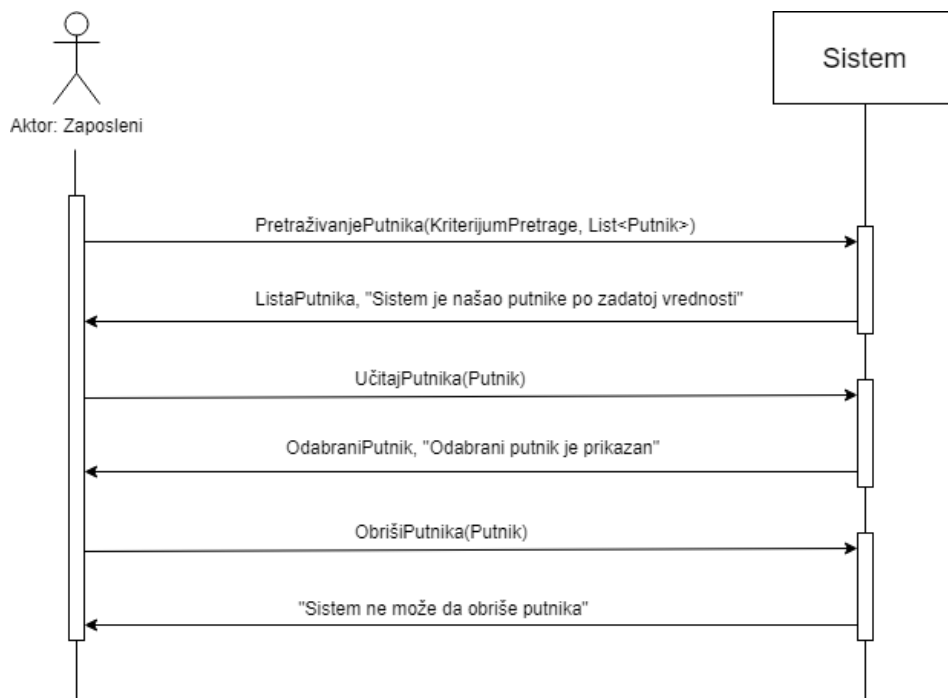 Sistem
Aktor: Zaposleni
PretraživanjePutnika(KriterijumPretrage, List<Putnik>)
ListaPutnika, "Sistem je našao putnike po zadatoj vrednosti"
UčitajPutnika(Putnik)
OdabraniPutnik, "Odabrani putnik je prikazan"
ObrišiPutnika(Putnik)
"Sistem ne može da obriše putnika"